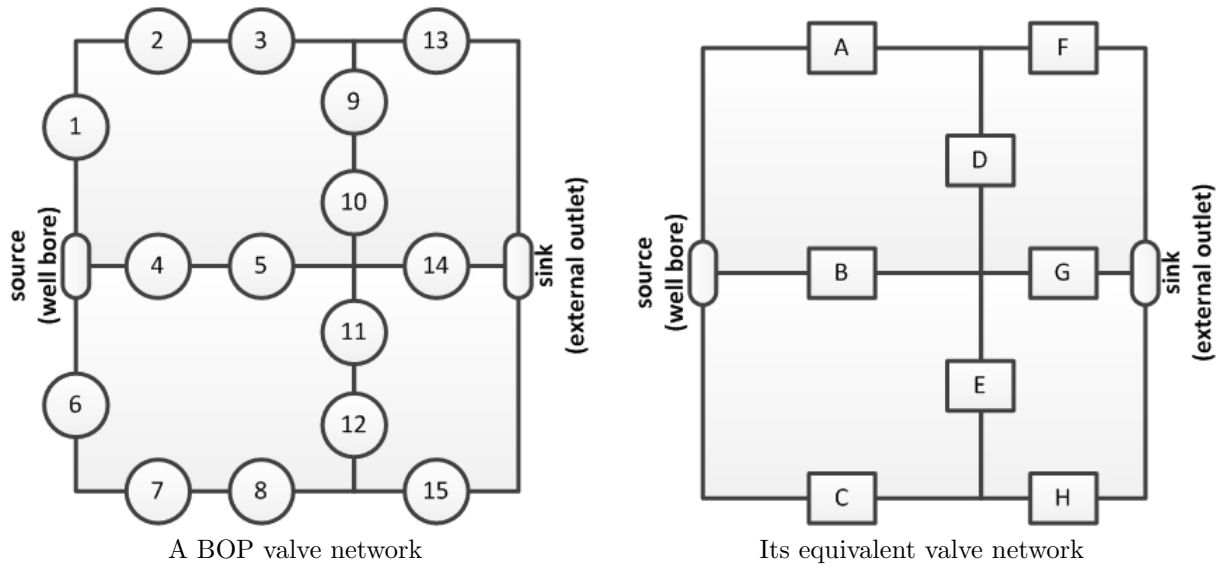 2
3
13
9
1
10
source
(well bore)
4
5
14
sink
(external outlet)
11
6
12
7
8
15
A BOP valve network
A
F
D
source
(well bore)
B
G
sink
(external outlet)
E
C
H
Its equivalent valve network